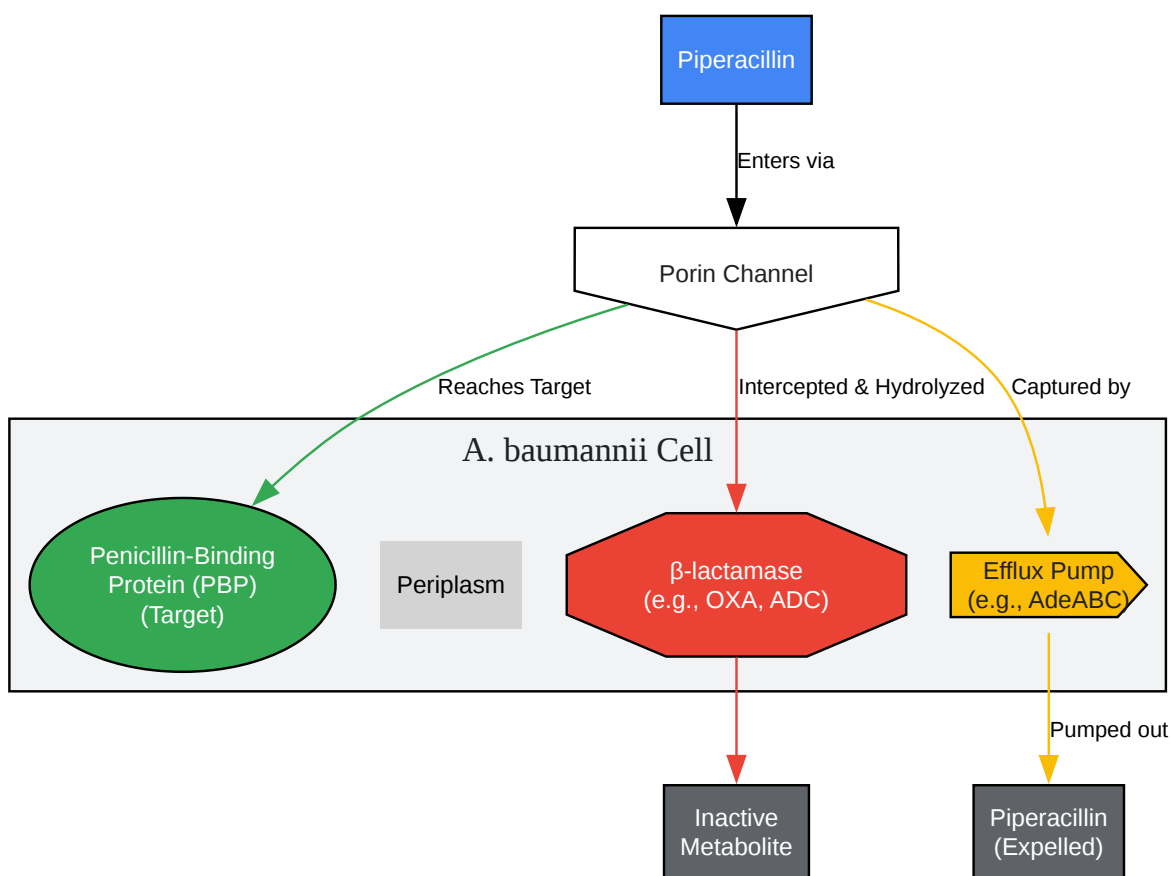 Piperacillin
Enters via
Porin Channel
Reaches Target
Intercepted & Hydrolyzed
Captured by
A. baumannii Cell
Penicillin-Binding
Protein (PBP)
(Target)
Periplasm
β-lactamase
(e.g., OXA, ADC)
Efflux Pump
(e.g., AdeABC)
Pumped out
Inactive
Metabolite
Piperacillin
(Expelled)